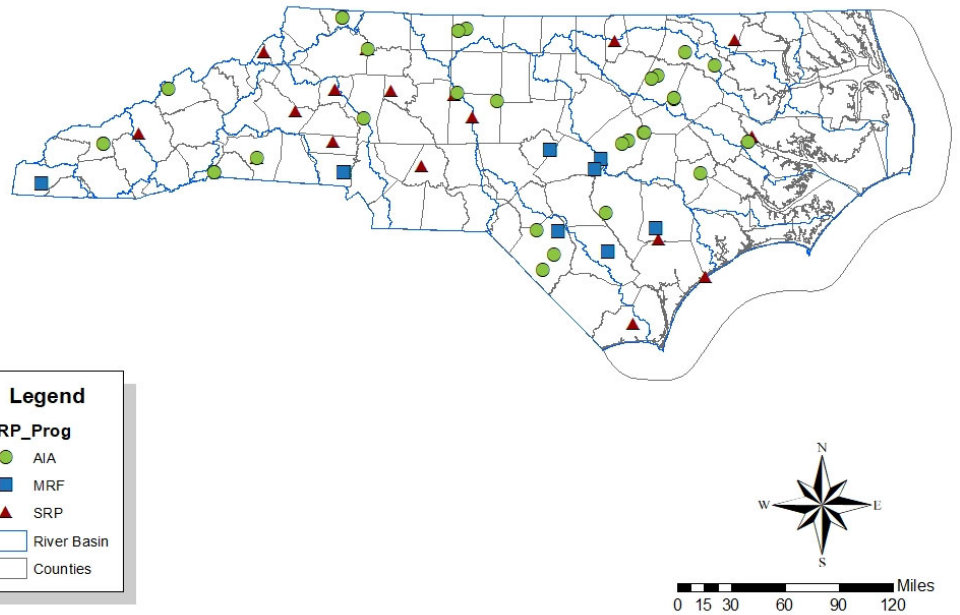 Legend
RP_Prog
AIA
MRF
SRP
River Basin
Counties
N
W E
S
Miles
0 15 30 60 90 120